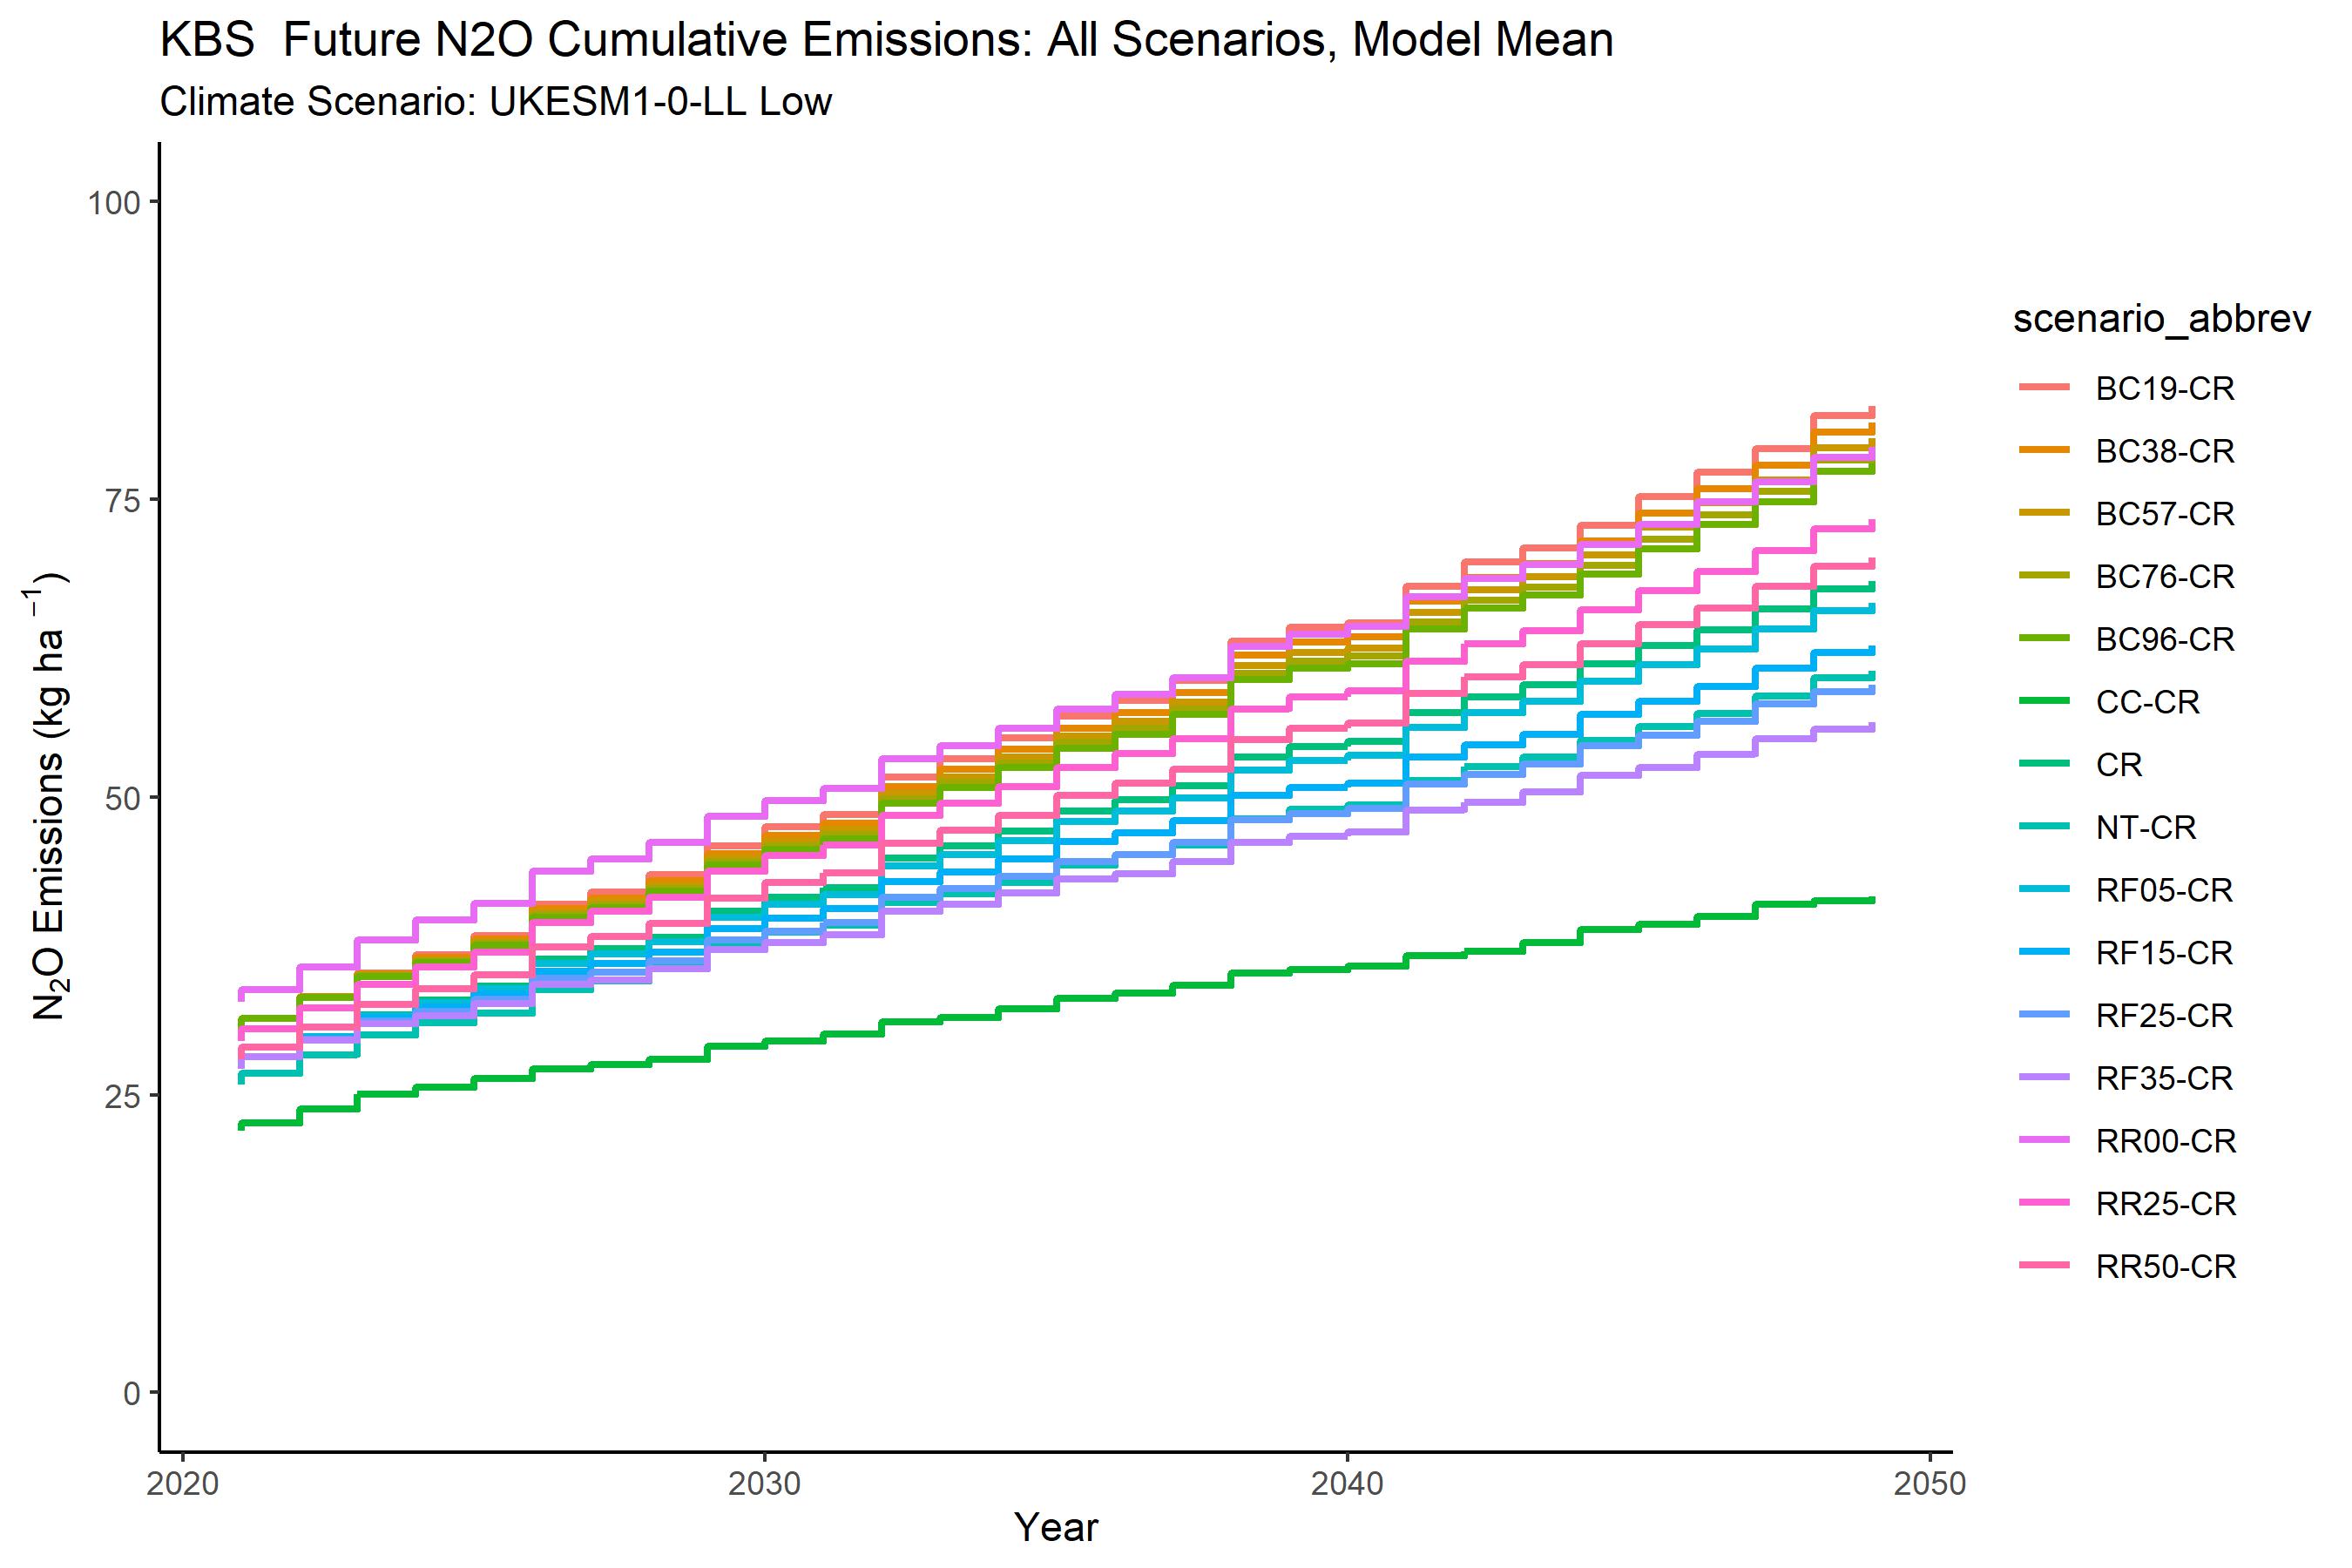 KBS  Future N2O Cumulative Emissions: All Scenarios, Model Mean
Climate Scenario: UKESM1-0-LL Low
N₂O Emissions (kg ha ⁻¹)
100
75
50
25
0
2020
2030
2040
2050
Year
scenario_abbrev
BC19-CR
BC38-CR
BC57-CR
BC76-CR
BC96-CR
CC-CR
CR
NT-CR
RF05-CR
RF15-CR
RF25-CR
RF35-CR
RR00-CR
RR25-CR
RR50-CR